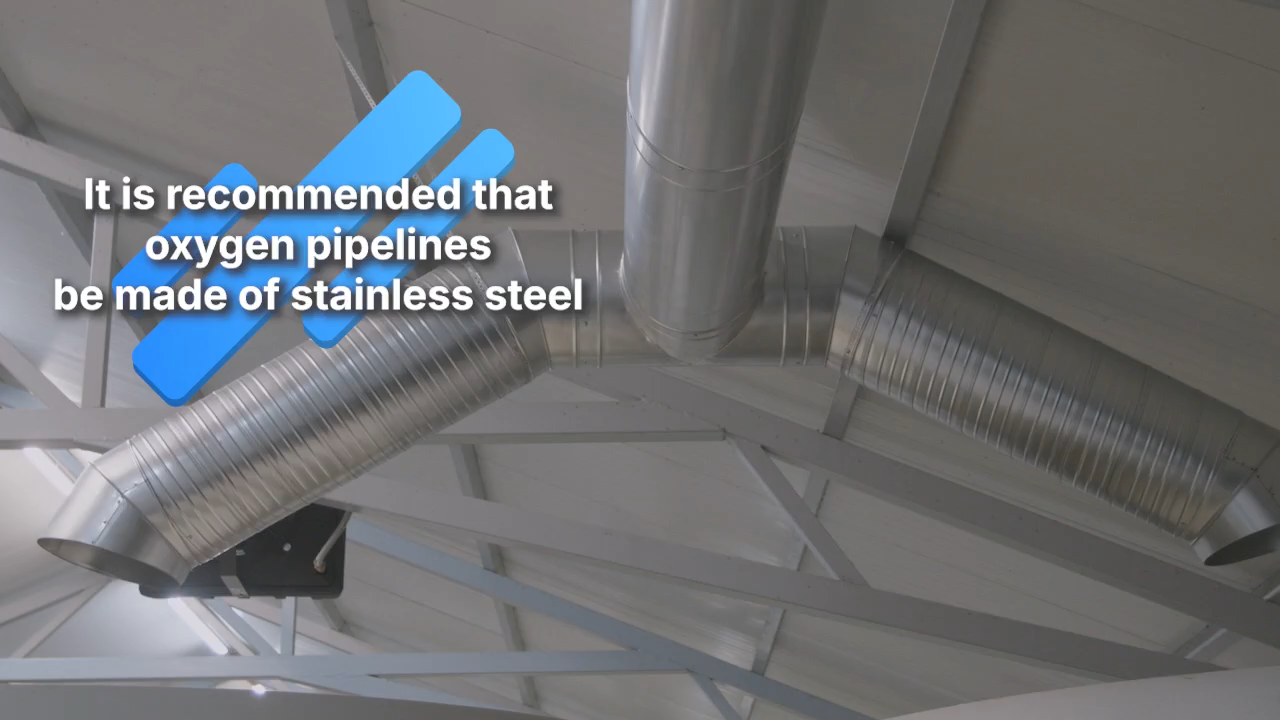 It is recommended that
oxygen pipelines
be made of stainless steel